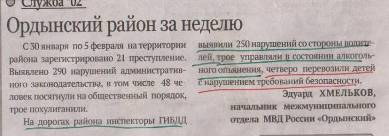 Служба "02"
Ордынский район за неделю
С 30 января по 5 февраля на территории
района зарегистрировано 21 преступление.
Выявлено 290 нарушений административ-
ного законодательства, в том числе 48 че-
ловек посягнули на общественный порядок,
трое похулиганили.
На дорогах района инспекторы ГИБДД
выявили 250 нарушений со стороны водите-
лей, трое управляли в состоянии алкоголь-
ного опьянения, четверо перевозили детей
с нарушением требований безопасности.
Эдуард ХМЕЛЬКОВ,
начальник межмуниципального
отдела МВД России «Ордынский»